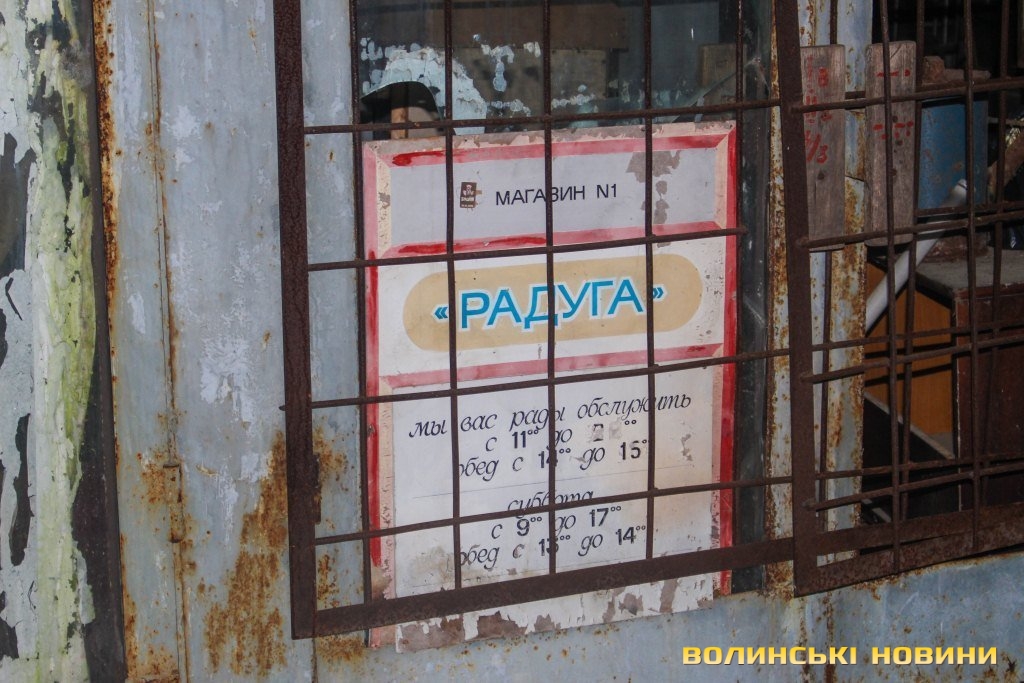 МАГАЗИН N1
«РАДУГА»
мы вас рады обслужить
с 11°° до
обед с 14°° до 15°°
суббота
с 9°° до 17°°
обед с 13°° до 14°°
ВОЛИНСЬКІ НОВИНИ